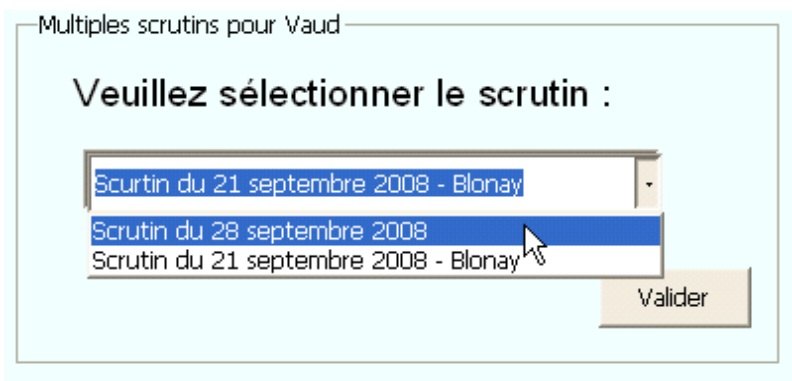 Multiples scrutins pour Vaud
Veuillez sélectionner le scrutin :
Scurtin du 21 septembre 2008 - Blonay
Scrutin du 28 septembre 2008
Scrutin du 21 septembre 2008 - Blonay
Valider